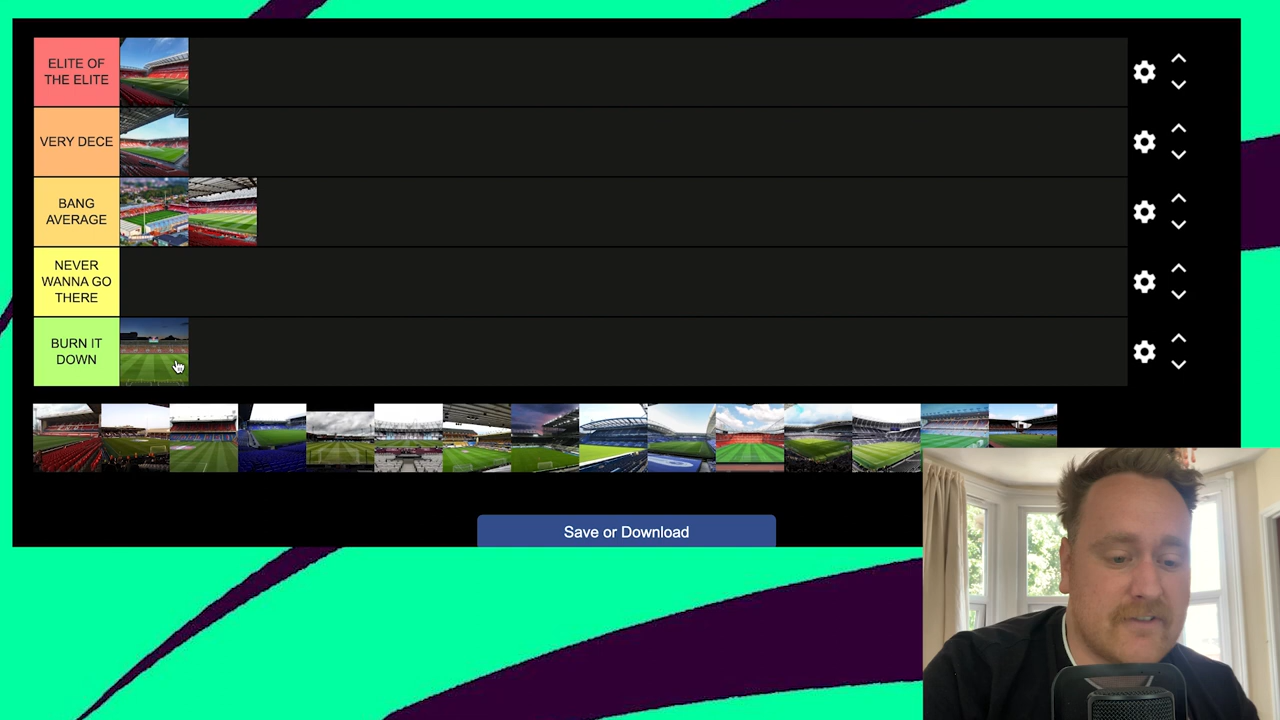 ELITE OF
THE ELITE
VERY DECE
BANG
AVERAGE
NEVER
WANNA GO
THERE
BURN IT
DOWN
Save or Download